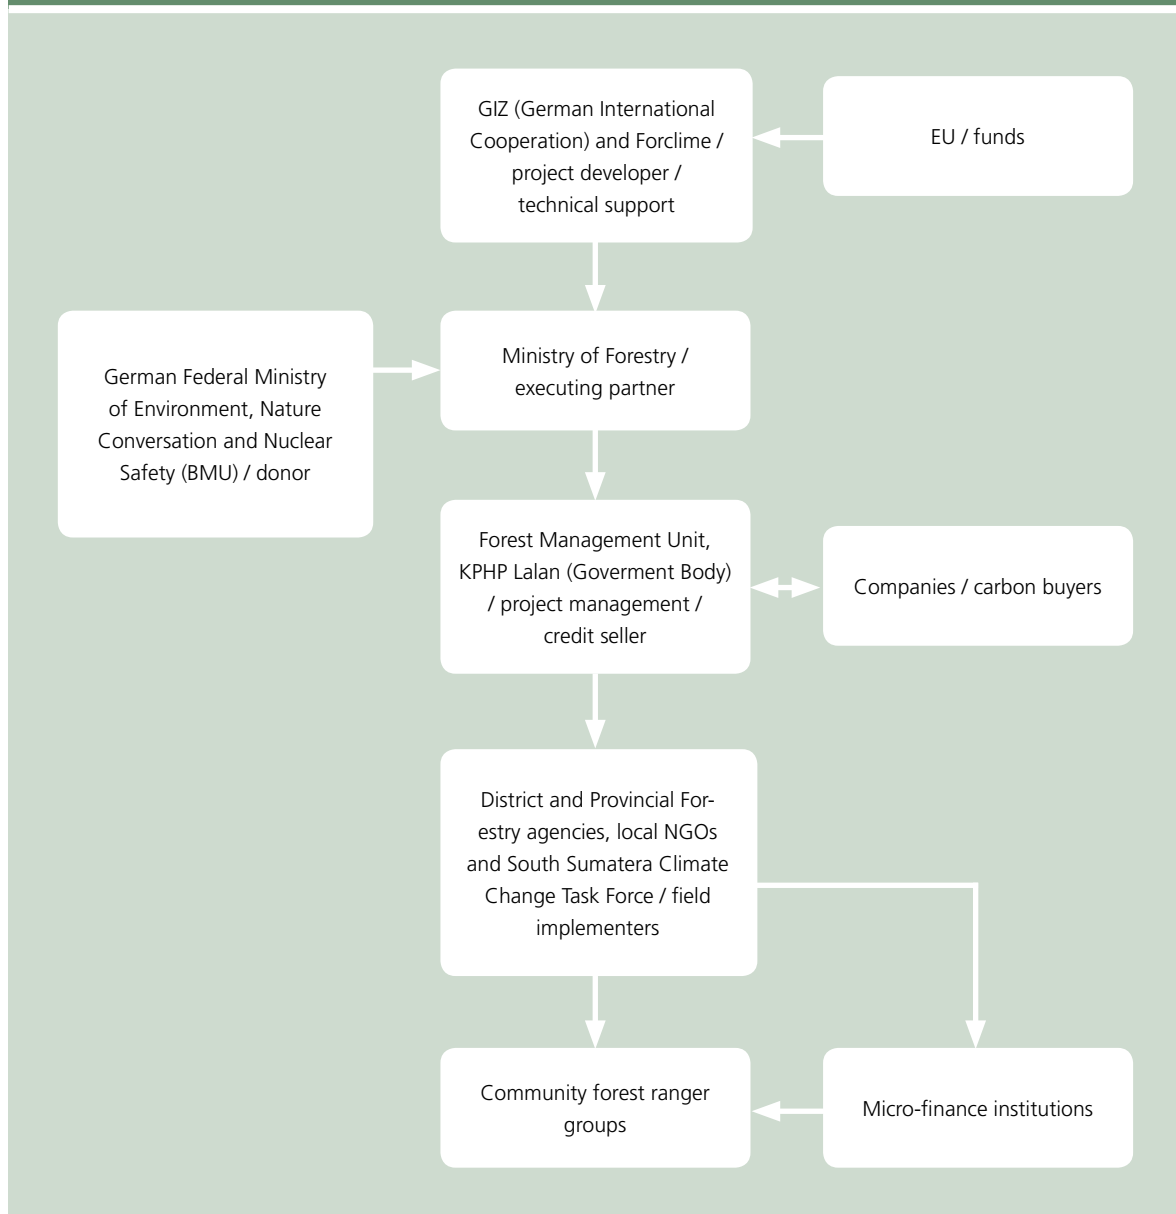 GIZ (German International
Cooperation) and Forclime /
project developer /
technical support
EU / funds
German Federal Ministry
of Environment, Nature
Conversation and Nuclear
Safety (BMU) / donor
Ministry of Forestry /
executing partner
Forest Management Unit,
KPHP Lalan (Goverment Body)
/ project management /
credit seller
Companies / carbon buyers
District and Provincial For-
estry agencies, local NGOs
and South Sumatera Climate
Change Task Force / field
implementers
Community forest ranger
groups
Micro-finance institutions